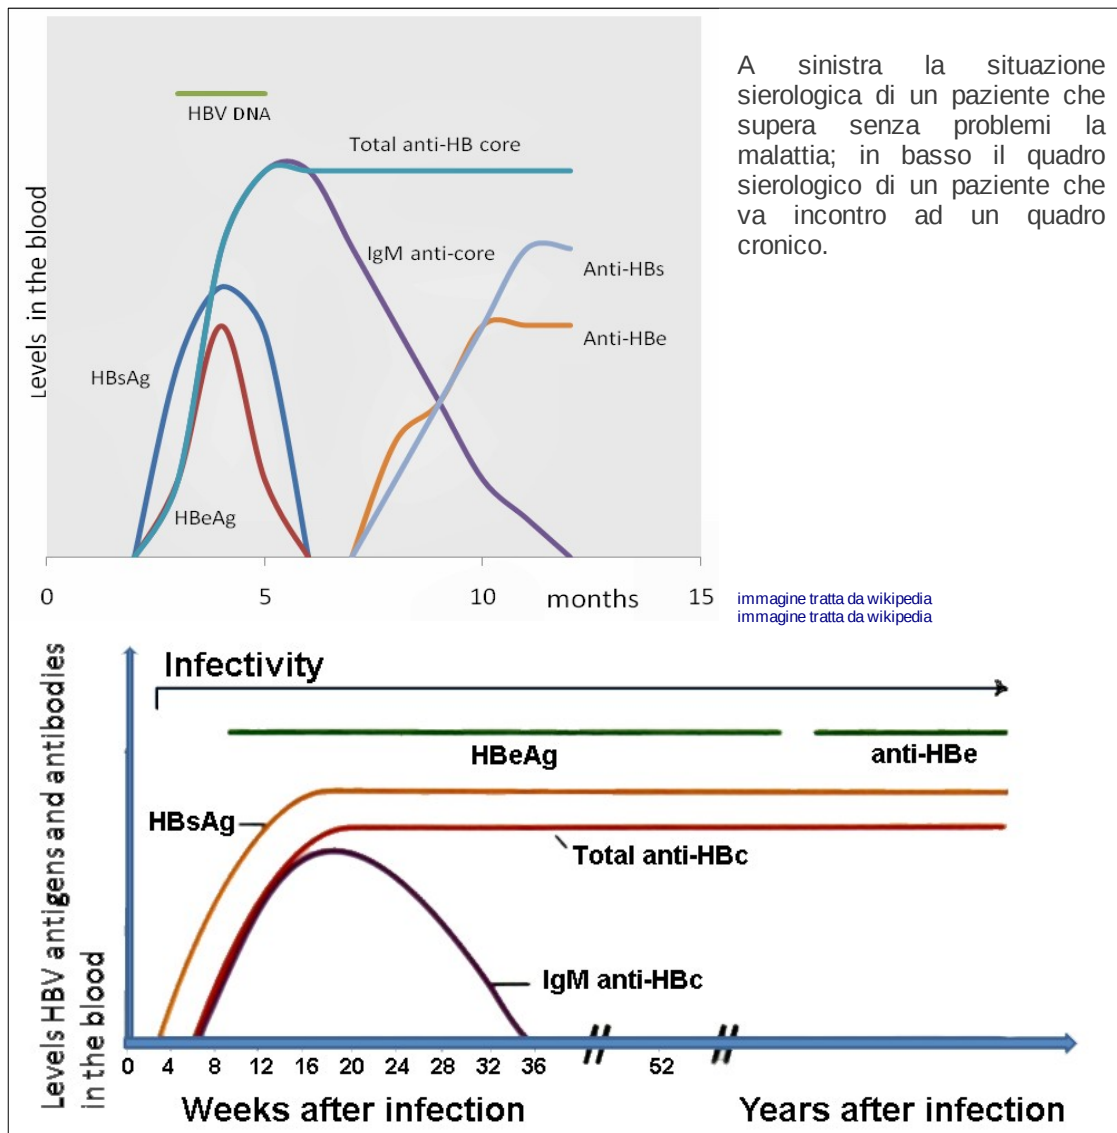 A sinistra la situazione
sierologica di un paziente che
supera senza problemi la
malattia; in basso il quadro
sierologico di un paziente che
va incontro ad un quadro
cronico.
HBV DNA
Total anti-HB core
IgM anti-core
Anti-HBs
Anti-HBe
HBsAg
HBeAg
Levels in the blood
0 5 10 months 15
immagine tratta da wikipedia
immagine tratta da wikipedia
Infectivity
HBeAg
anti-HBe
HBsAg
Total anti-HBc
IgM anti-HBc
Levels HBV antigens and antibodies
in the blood
0 4 8 12 16 20 24 28 32 36 52
Weeks after infection
Years after infection